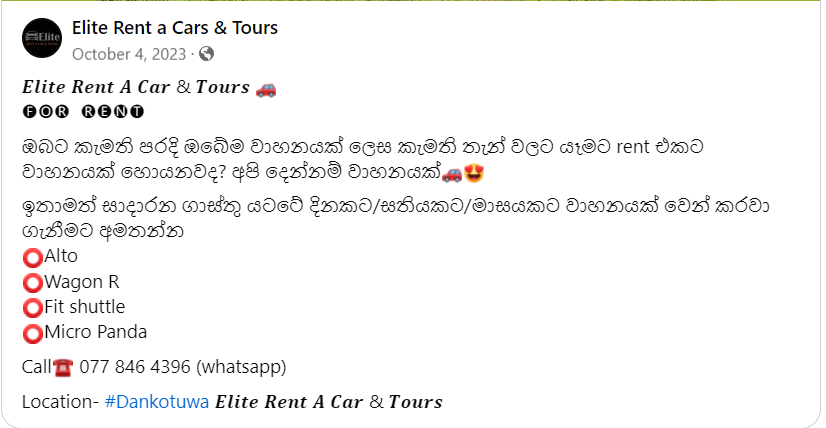 Elite Rent a Cars & Tours
October 4, 2023 ·
𝑬𝒍𝒊𝒕𝒆 𝑹𝒆𝒏𝒕 𝑨 𝑪𝒂𝒓 & 𝑻𝒐𝒖𝒓𝒔 🚗
🅕🅞🅡 🅡🅔🅝🅣
ඔබට කැමති පරදි ඔබේම වාහනයක් ලෙස කැමති තැන් වලට යෑමට rent එකට
වාහනයක් හොයනවද? අපි දෙන්නම් වාහනයක්🚗😍
ඉතාමත් සාදාරන ගාස්තු යටටේ දිනකට/සතියකට/මාසයකට වාහනයක් වෙන් කරවා
ගැනීමට අමතන්න
⭕Alto
⭕Wagon R
⭕Fit shuttle
⭕Micro Panda
Call☎️ 077 846 4396 (whatsapp)
Location- #Dankotuwa 𝑬𝒍𝒊𝒕𝒆 𝑹𝒆𝒏𝒕 𝑨 𝑪𝒂𝒓 & 𝑻𝒐𝒖𝒓𝒔